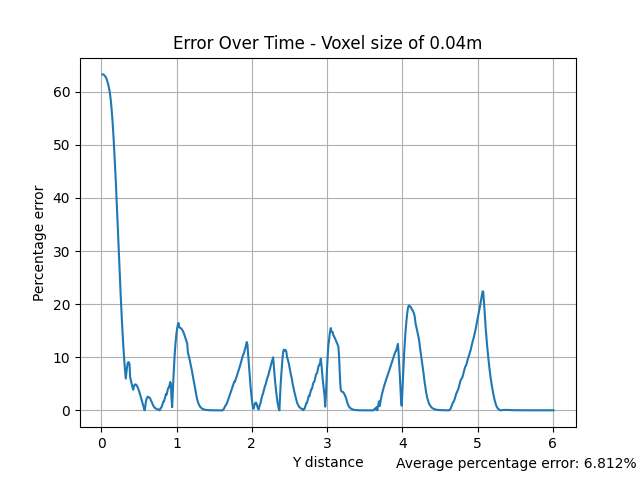 Error Over Time - Voxel size of 0.04m
Percentage error
60
50
40
30
20
10
0
0 1 2 3 4 5 6
Y distance
Average percentage error: 6.812%